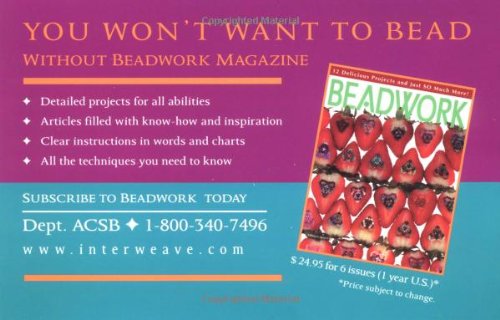 YOU WON'T WANT TO BEAD
WITHOUT BEADWORK MAGAZINE
✦ Detailed projects for all abilities
✦ Articles filled with know-how and inspiration
✦ Clear instructions in words and charts
✦ All the techniques you need to know
SUBSCRIBE TO BEADWORK TODAY
Dept. ACSB ✦ 1-800-340-7496
www.interweave.com
12 Delicious Projects and just SO Much More!
BEADWORK
$24.95 for 6 issues (1 year U.S.)*
*Price subject to change.